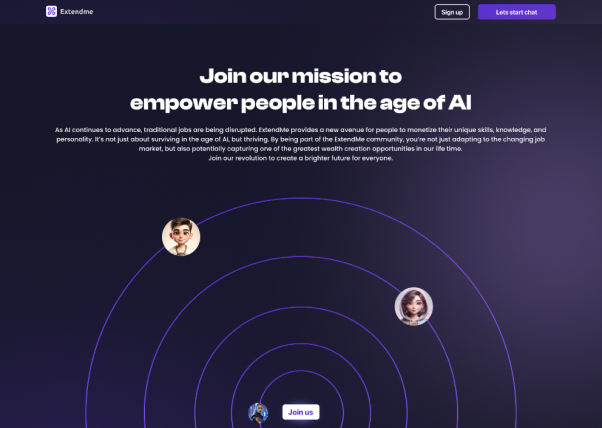 Extendme
Sign up
Lets start chat
Join our mission to
empower people in the age of AI
As AI continues to advance, traditional jobs are being disrupted. ExtendMe provides a new avenue for people to monetize their unique skills, knowledge, and
personality. It's not just about surviving in the age of AI, but thriving. By being part of the ExtendMe community, you're not just adapting to the changing job
market, but also potentially capturing one of the greatest wealth creation opportunities in our life time.
Join our revolution to create a brighter future for everyone.
Join us